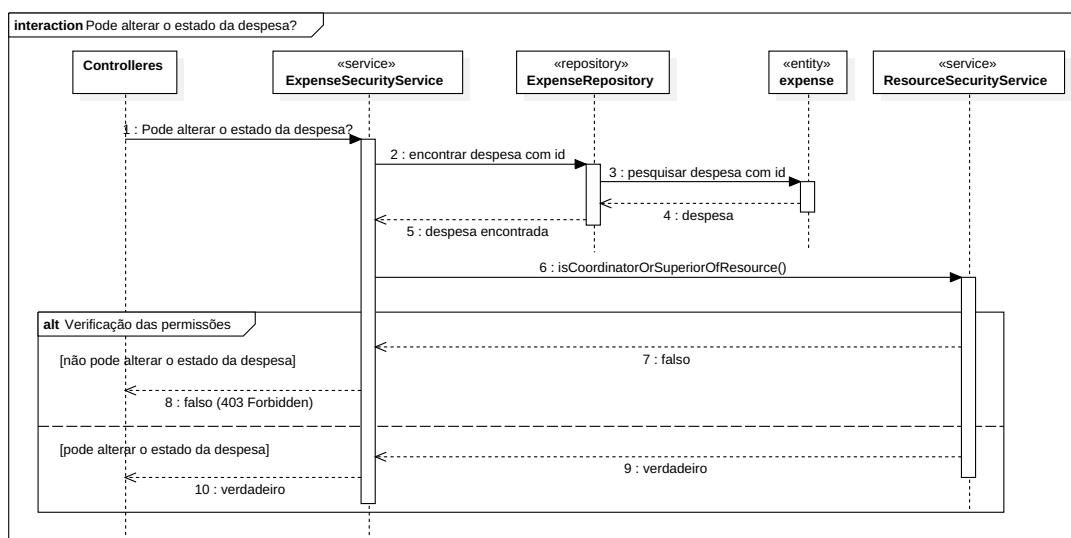 interaction Pode alterar o estado da despesa?
Controlleres
«service»
ExpenseSecurityService
«repository»
ExpenseRepository
«entity»
expense
«service»
ResourceSecurityService
1 : Pode alterar o estado da despesa?
2 : encontrar despesa com id
3 : pesquisar despesa com id
4 : despesa
5 : despesa encontrada
6 : isCoordinatorOrSuperiorOfResource()
alt Verificação das permissões
[não pode alterar o estado da despesa]
7 : falso
8 : falso (403 Forbidden)
[pode alterar o estado da despesa]
9 : verdadeiro
10 : verdadeiro